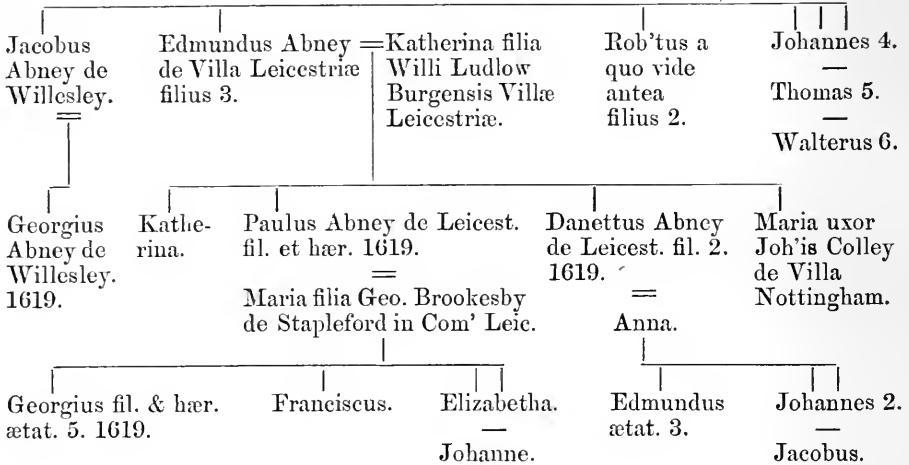 Jacobus
Abney de
Willesley.
Edmundus Abney = Katherina filia
de Villa Leicestriæ
filius 3.
Willi Ludlow
Burgensis Villæ
Leicestriæ.
Rob'tus a
quo vide
antea
filius 2.
Johannes 4.
—
Thomas 5.
—
Walterus 6.
Georgius
Abney de
Willesley.
1619.
Kathe-
rina.
Paulus Abney de Leicest.
fil. et hær. 1619.
=
Maria filia Geo. Brookesby
de Stapleford in Com' Leic.
Danettus Abney
de Leicest. fil. 2.
1619.
=
Anna.
Maria uxor
Joh'is Colley
de Villa
Nottingham.
Georgius fil. & hær.
ætat. 5. 1619.
Franciscus.
Elizabetha.
—
Johanne.
Edmundus
ætat. 3.
Johannes 2.
—
Jacobus.